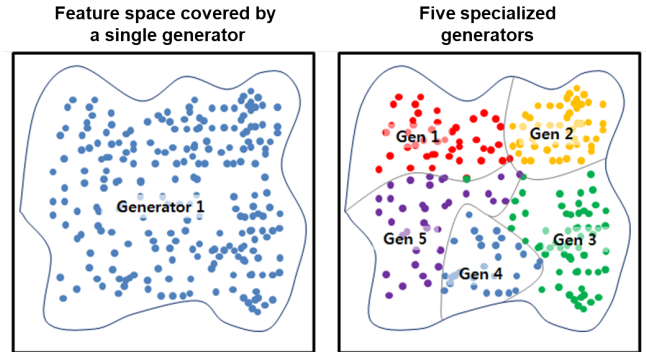 Feature space covered by
a single generator
Five specialized
generators
Generator 1
Gen 1
Gen 2
Gen 5
Gen 3
Gen 4